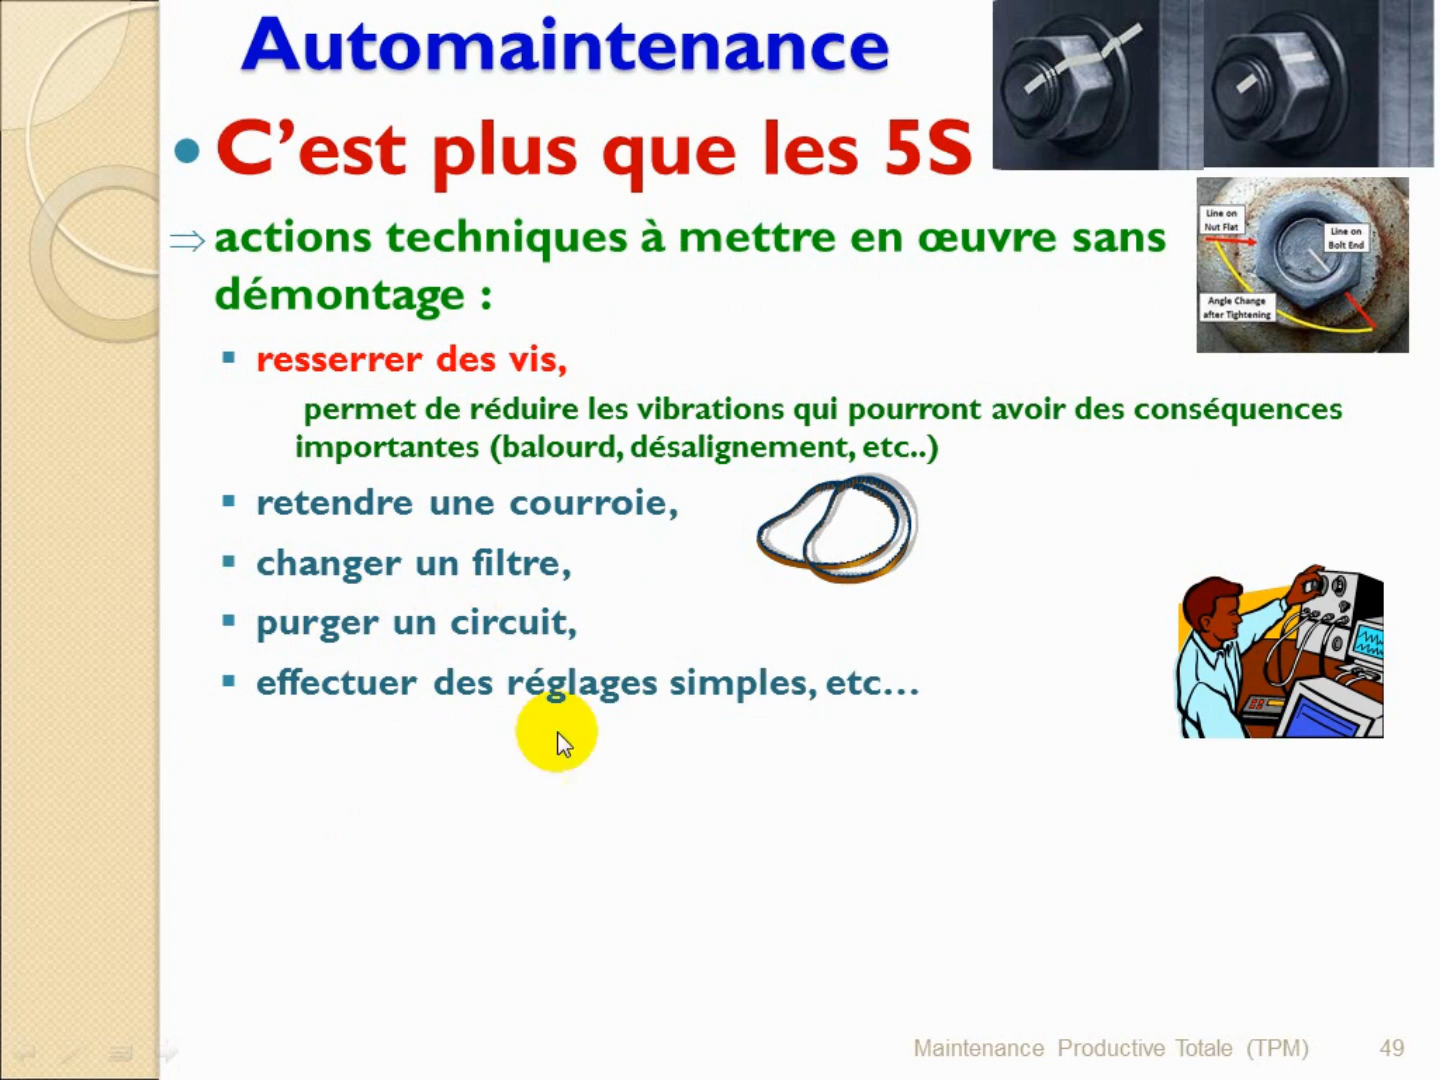 Automaintenance
• C’est plus que les 5S
⇒ actions techniques à mettre en œuvre sans
démontage :
▪ resserrer des vis,
permet de réduire les vibrations qui pourront avoir des conséquences
importantes (balourd, désalignement, etc..)
▪ retendre une courroie,
▪ changer un filtre,
▪ purger un circuit,
▪ effectuer des réglages simples, etc…
Line on
Nut Flat
Line on
Bolt End
Angle Change
after Tightening
Maintenance Productive Totale (TPM) 49